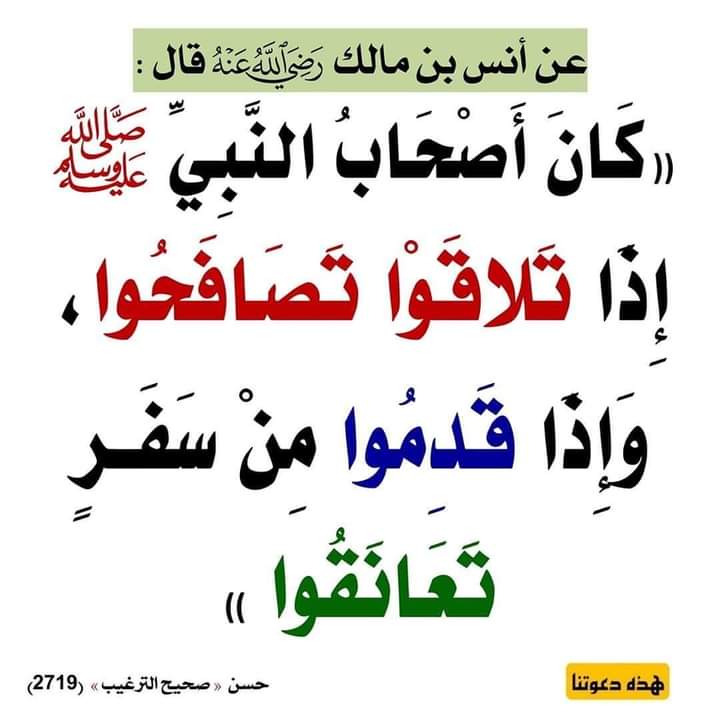 عن أنس بن مالك رَضِيَ اللَّهُ عَنْهُ قال :
((كَانَ أَصْحَابُ النَّبِيِّ صَلَّى اللَّه عَلَيْهِ وَسَلَّم
إِذَا تَلاقَوْا تَصَافَحُوا ،
وَإِذَا قَدِمُوا مِنْ سَفَرٍ
تَعَانَقُوا ))
حسن « صحيح الترغيب » (2719)
هذه دعوتنا